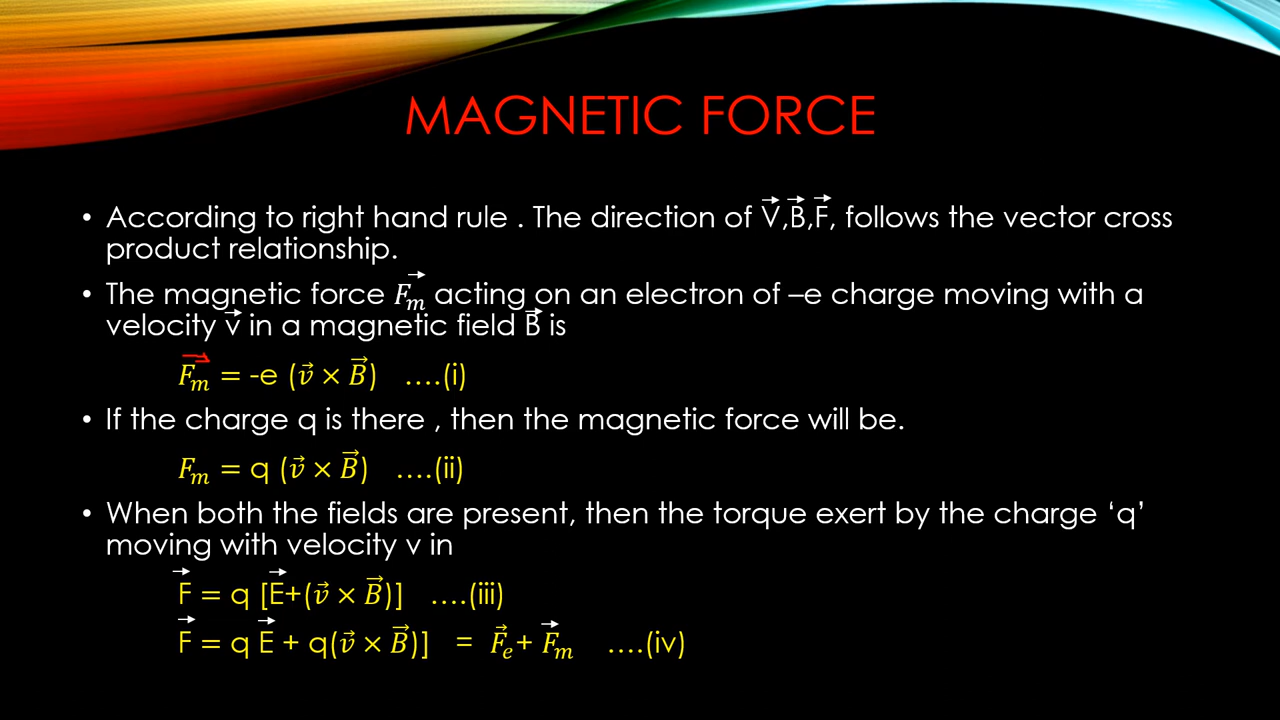 MAGNETIC FORCE
• According to right hand rule . The direction of V⃗,B⃗,F⃗, follows the vector cross
product relationship.
• The magnetic force F⃗ₘ acting on an electron of –e charge moving with a
velocity v⃗ in a magnetic field B⃗ is
F⃗ₘ = -e (v⃗ × B⃗) ….(i)
• If the charge q is there , then the magnetic force will be.
Fₘ = q (v⃗ × B⃗) ….(ii)
• When both the fields are present, then the torque exert by the charge ‘q’
moving with velocity v in
F⃗ = q [E⃗+(v⃗ × B⃗)] ….(iii)
F⃗ = q E⃗ + q(v⃗ × B⃗)] = F⃗ₑ+ F⃗ₘ ….(iv)